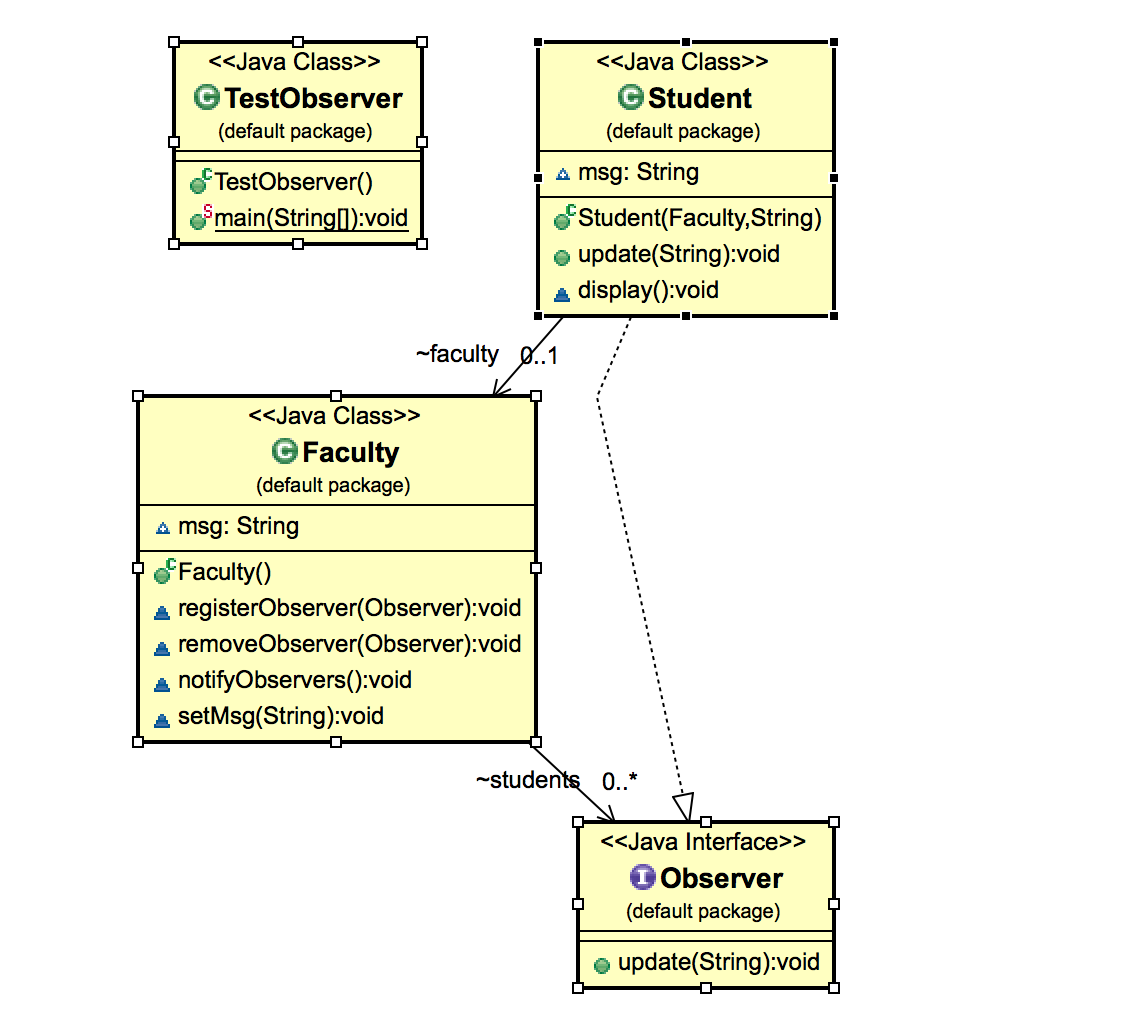 <<Java Class>>
TestObserver
(default package)
TestObserver()
main(String[]):void
<<Java Class>>
Student
(default package)
msg: String
Student(Faculty,String)
update(String):void
display():void
~faculty 0..1
<<Java Class>>
Faculty
(default package)
msg: String
Faculty()
registerObserver(Observer):void
removeObserver(Observer):void
notifyObservers():void
setMsg(String):void
~students 0..*
<<Java Interface>>
Observer
(default package)
update(String):void